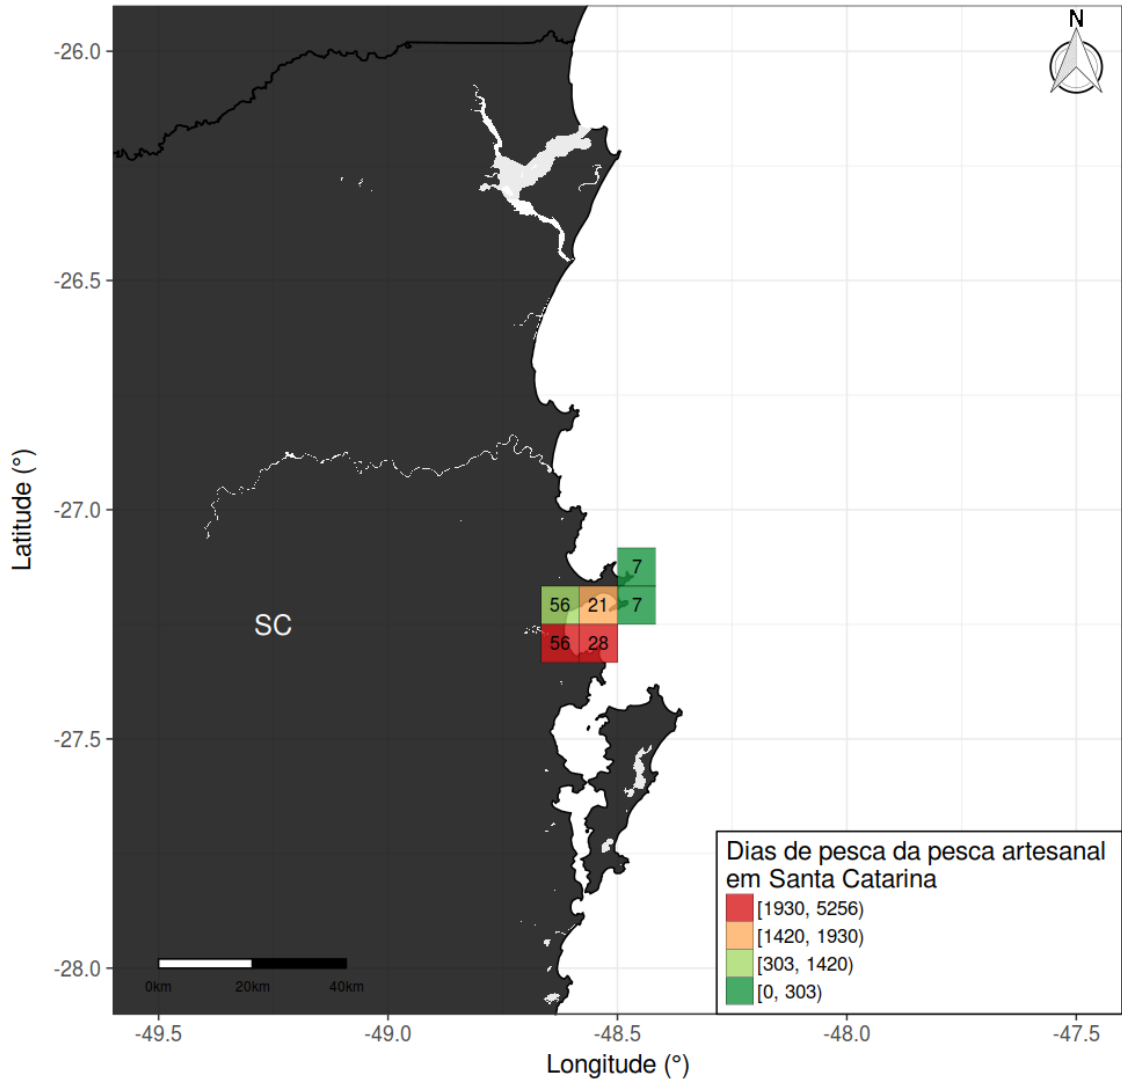 N
-26.0
-26.5
-27.0
-27.5
-28.0
Latitude (°)
SC
7
56 21 7
56 28
Dias de pesca da pesca artesanal
em Santa Catarina
[1930, 5256)
[1420, 1930)
[303, 1420)
[0, 303)
0km 20km 40km
-49.5 -49.0 -48.5 -48.0 -47.5
Longitude (°)